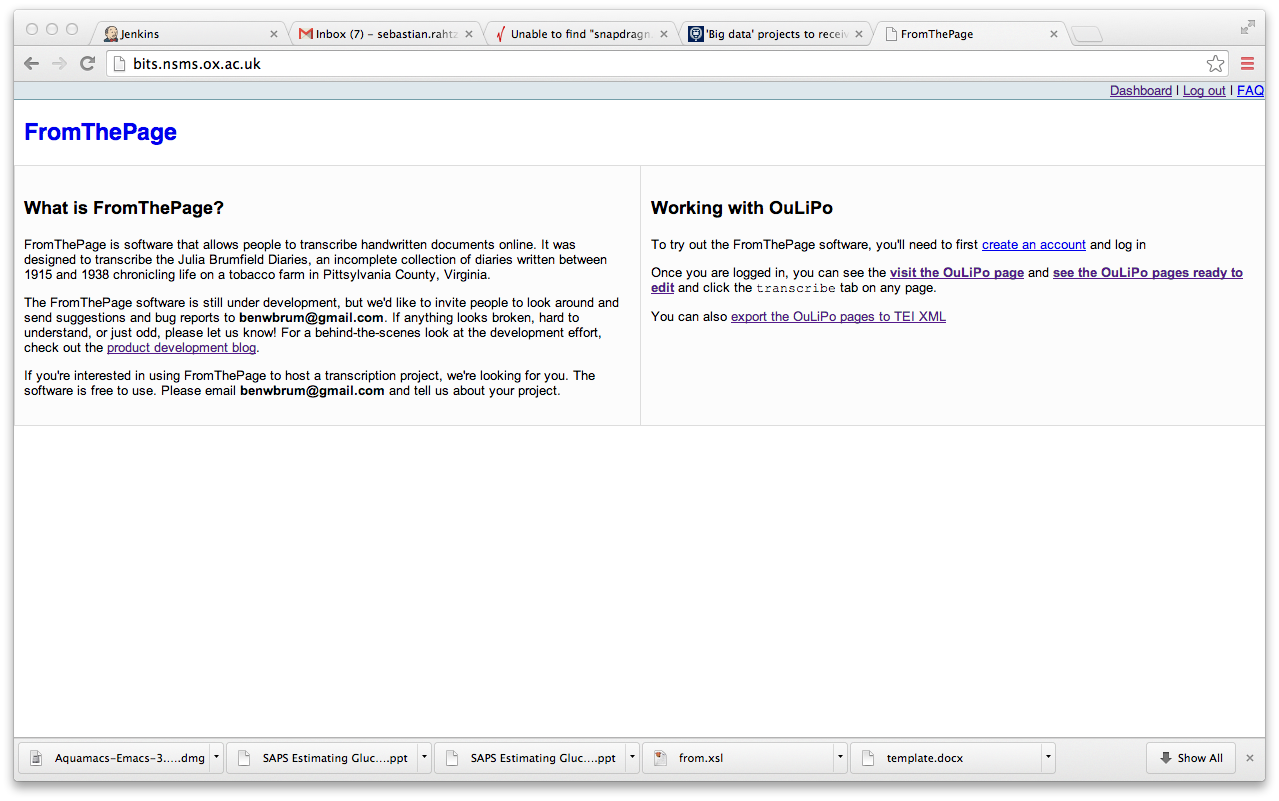 Jenkins
Inbox (7) – sebastian.rahtz
Unable to find "snapdragn
'Big data' projects to receiv
FromThePage
bits.nsms.ox.ac.uk
Dashboard | Log out | FAQ
FromThePage
What is FromThePage?
FromThePage is software that allows people to transcribe handwritten documents online. It was
designed to transcribe the Julia Brumfield Diaries, an incomplete collection of diaries written between
1915 and 1938 chronicling life on a tobacco farm in Pittsylvania County, Virginia.
The FromThePage software is still under development, but we'd like to invite people to look around and
send suggestions and bug reports to benwbrum@gmail.com. If anything looks broken, hard to
understand, or just odd, please let us know! For a behind-the-scenes look at the development effort,
check out the product development blog.
If you're interested in using FromThePage to host a transcription project, we're looking for you. The
software is free to use. Please email benwbrum@gmail.com and tell us about your project.
Working with OuLiPo
To try out the FromThePage software, you'll need to first create an account and log in
Once you are logged in, you can see the visit the OuLiPo page and see the OuLiPo pages ready to
edit and click the transcribe tab on any page.
You can also export the OuLiPo pages to TEI XML
Aquamacs-Emacs-3.....dmg
SAPS Estimating Gluc....ppt
SAPS Estimating Gluc....ppt
from.xsl
template.docx
Show All